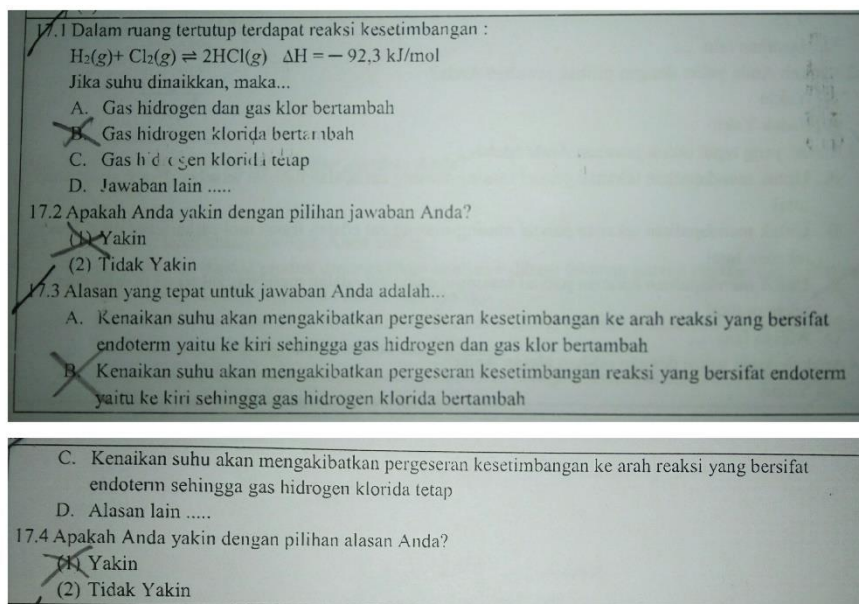 17.1 Dalam ruang tertutup terdapat reaksi kesetimbangan :
H₂(g)+ Cl₂(g) ⇌ 2HCl(g) ΔH = – 92,3 kJ/mol
Jika suhu dinaikkan, maka...
A. Gas hidrogen dan gas klor bertambah
B. Gas hidrogen klorida bertambah
C. Gas hidrogen klorida tetap
D. Jawaban lain .....
17.2 Apakah Anda yakin dengan pilihan jawaban Anda?
(1) Yakin
(2) Tidak Yakin
17.3 Alasan yang tepat untuk jawaban Anda adalah...
A. Kenaikan suhu akan mengakibatkan pergeseran kesetimbangan ke arah reaksi yang bersifat
endoterm yaitu ke kiri sehingga gas hidrogen dan gas klor bertambah
B. Kenaikan suhu akan mengakibatkan pergeseran kesetimbangan reaksi yang bersifat endoterm
yaitu ke kiri sehingga gas hidrogen klorida bertambah
C. Kenaikan suhu akan mengakibatkan pergeseran kesetimbangan ke arah reaksi yang bersifat
endoterm sehingga gas hidrogen klorida tetap
D. Alasan lain .....
17.4 Apakah Anda yakin dengan pilihan alasan Anda?
(1) Yakin
(2) Tidak Yakin